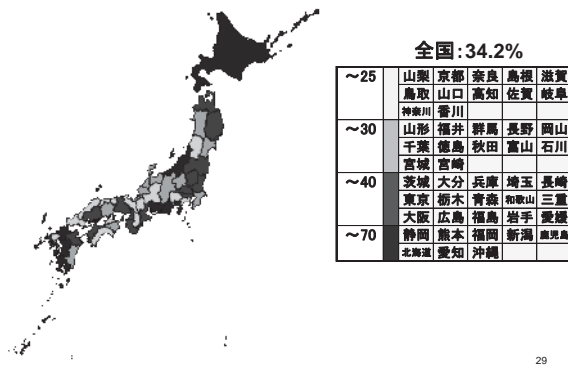 全国:34.2%
～25 山梨 京都 奈良 島根 滋賀
鳥取 山口 高知 佐賀 岐阜
神奈川 香川
～30 山形 福井 群馬 長野 岡山
千葉 徳島 秋田 富山 石川
宮城 宮崎
～40 茨城 大分 兵庫 埼玉 長崎
東京 栃木 青森 和歌山 三重
大阪 広島 福島 岩手 愛媛
～70 静岡 熊本 福岡 新潟 鹿児島
北海道 愛知 沖縄
29